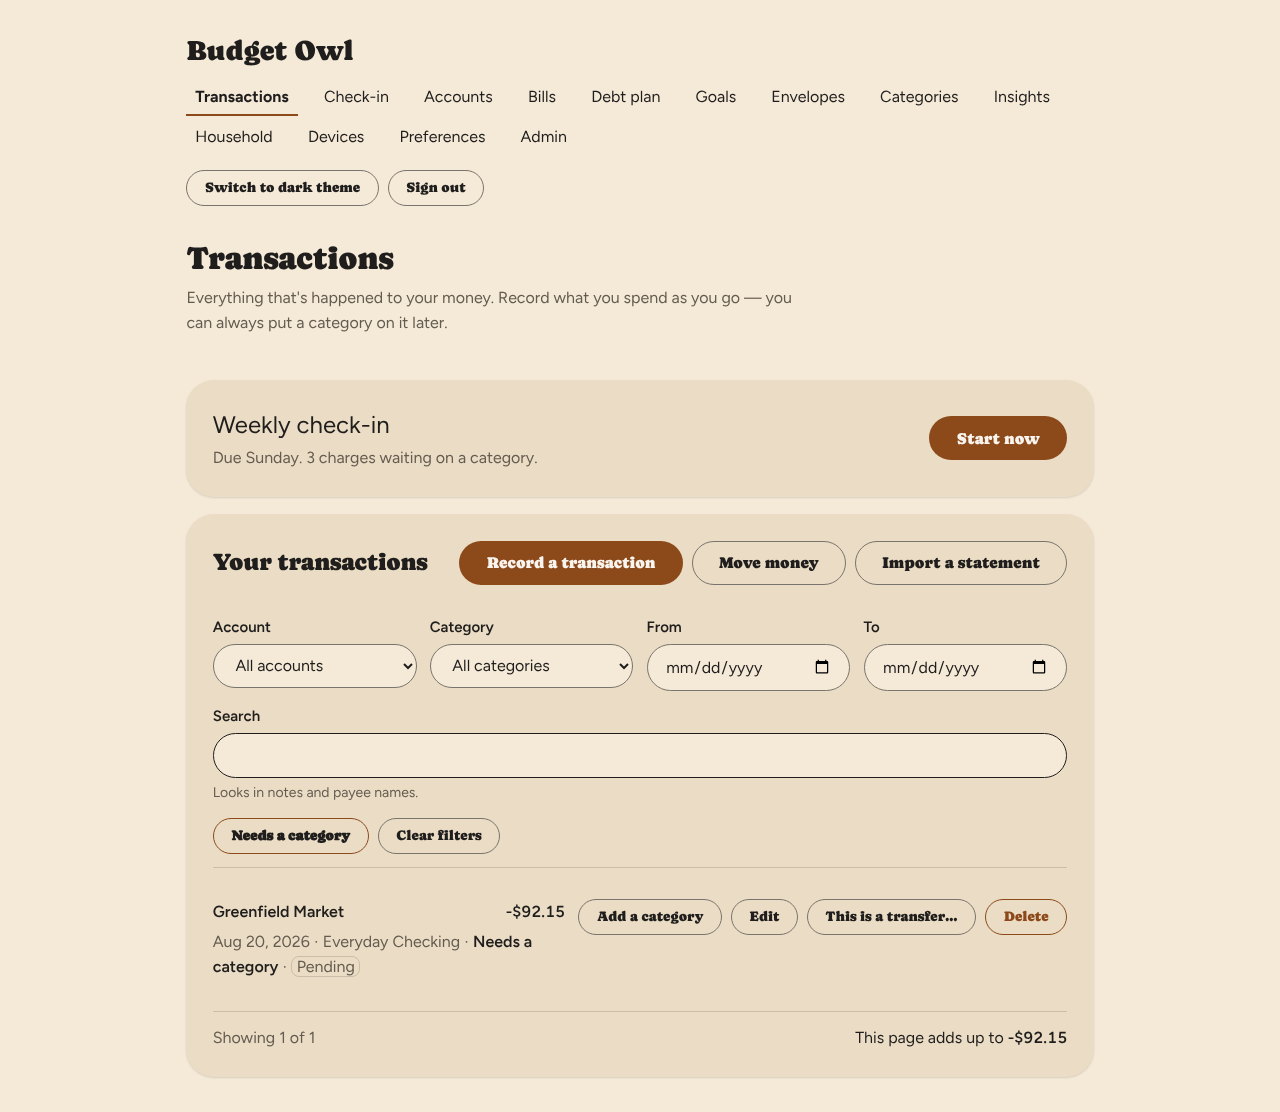 Budget Owl
Transactions Check-in Accounts Bills Debt plan Goals Envelopes Categories Insights
Household Devices Preferences Admin
Switch to dark theme Sign out
Transactions
Everything that's happened to your money. Record what you spend as you go — you
can always put a category on it later.
Weekly check-in
Due Sunday. 3 charges waiting on a category.
Start now
Your transactions Record a transaction Move money Import a statement
Account Category From To
All accounts All categories mm/dd/yyyy mm/dd/yyyy
Search
Looks in notes and payee names.
Needs a category Clear filters
Greenfield Market -$92.15 Add a category Edit This is a transfer... Delete
Aug 20, 2026 · Everyday Checking · Needs a
category · Pending
Showing 1 of 1 This page adds up to -$92.15